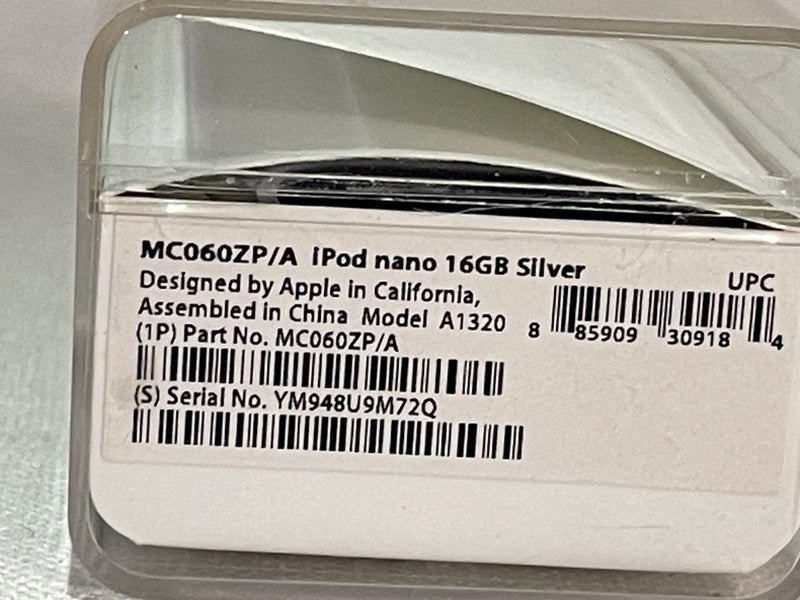 MC060ZP/A iPod nano 16GB Silver
Designed by Apple in California,
Assembled in China Model A1320
(1P) Part No. MC060ZP/A
(S) Serial No. YM948U9M72Q
UPC
8 85909 30918 4